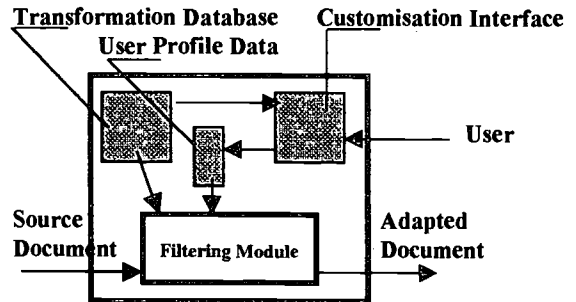 Transformation Database
User Profile Data
Customisation Interface
User
Source
Document
Filtering Module
Adapted
Document